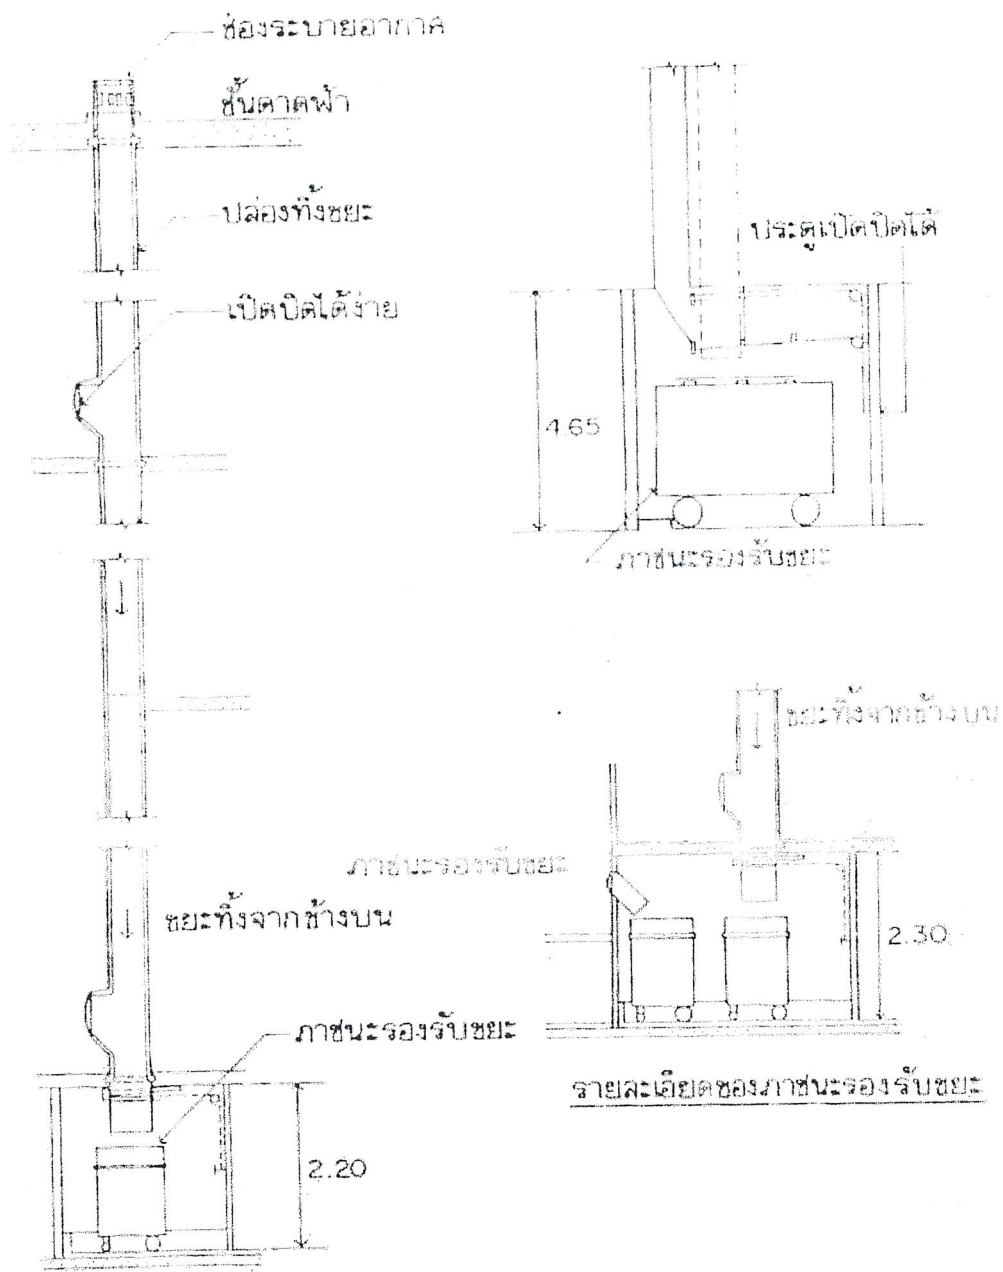 ช่องระบายอากาศ
ชั้นดาดฟ้า
ปล่องทิ้งขยะ
เปิดปิดได้ง่าย
ประตูเปิดปิดได้
4.65
ภาชนะรองรับขยะ
ขยะทิ้งจากข้างบน
ภาชนะรองรับขยะ
ขยะทิ้งจากข้างบน
2.30
ภาชนะรองรับขยะ
รายละเอียดของภาชนะรองรับขยะ
2.20